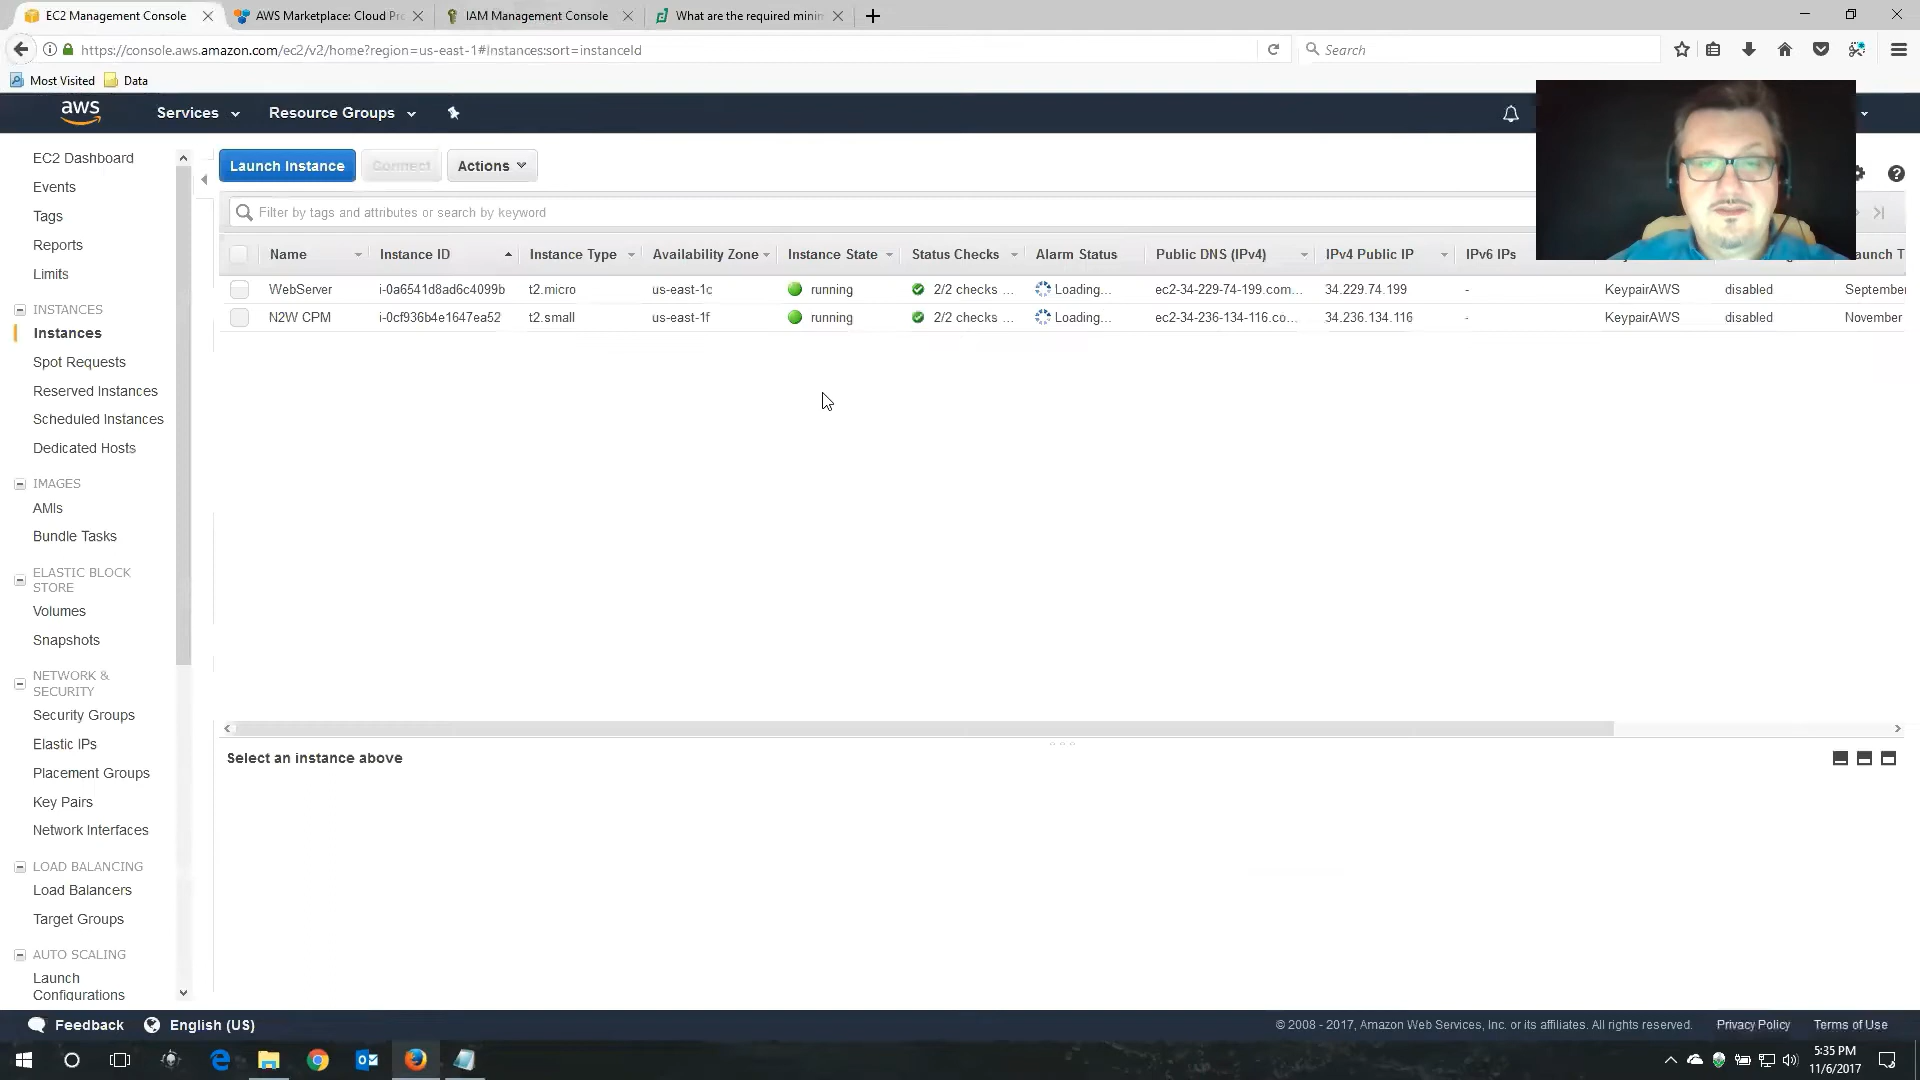 EC2 Management Console
AWS Marketplace: Cloud Pr
IAM Management Console
What are the required minin
https://console.aws.amazon.com/ec2/v2/home?region=us-east-1#Instances:sort=instanceId
Search
Most Visited
Data
aws
Services
Resource Groups
EC2 Dashboard
Events
Tags
Reports
Limits
INSTANCES
Instances
Spot Requests
Reserved Instances
Scheduled Instances
Dedicated Hosts
IMAGES
AMIs
Bundle Tasks
ELASTIC BLOCK
STORE
Volumes
Snapshots
NETWORK &
SECURITY
Security Groups
Elastic IPs
Placement Groups
Key Pairs
Network Interfaces
LOAD BALANCING
Load Balancers
Target Groups
AUTO SCALING
Launch
Configurations
Launch Instance
Connect
Actions
Filter by tags and attributes or search by keyword
Name Instance ID Instance Type Availability Zone Instance State Status Checks Alarm Status Public DNS (IPv4) IPv4 Public IP IPv6 IPs
WebServer i-0a6541d8ad6c4099b t2.micro us-east-1c running 2/2 checks ... Loading... ec2-34-229-74-199.com... 34.229.74.199 - KeypairAWS disabled September
N2W CPM i-0cf936b4e1647ea52 t2.small us-east-1f running 2/2 checks ... Loading... ec2-34-236-134-116.co... 34.236.134.116 - KeypairAWS disabled November
Select an instance above
Feedback
English (US)
© 2008 - 2017, Amazon Web Services, Inc. or its affiliates. All rights reserved.
Privacy Policy
Terms of Use
5:35 PM
11/6/2017